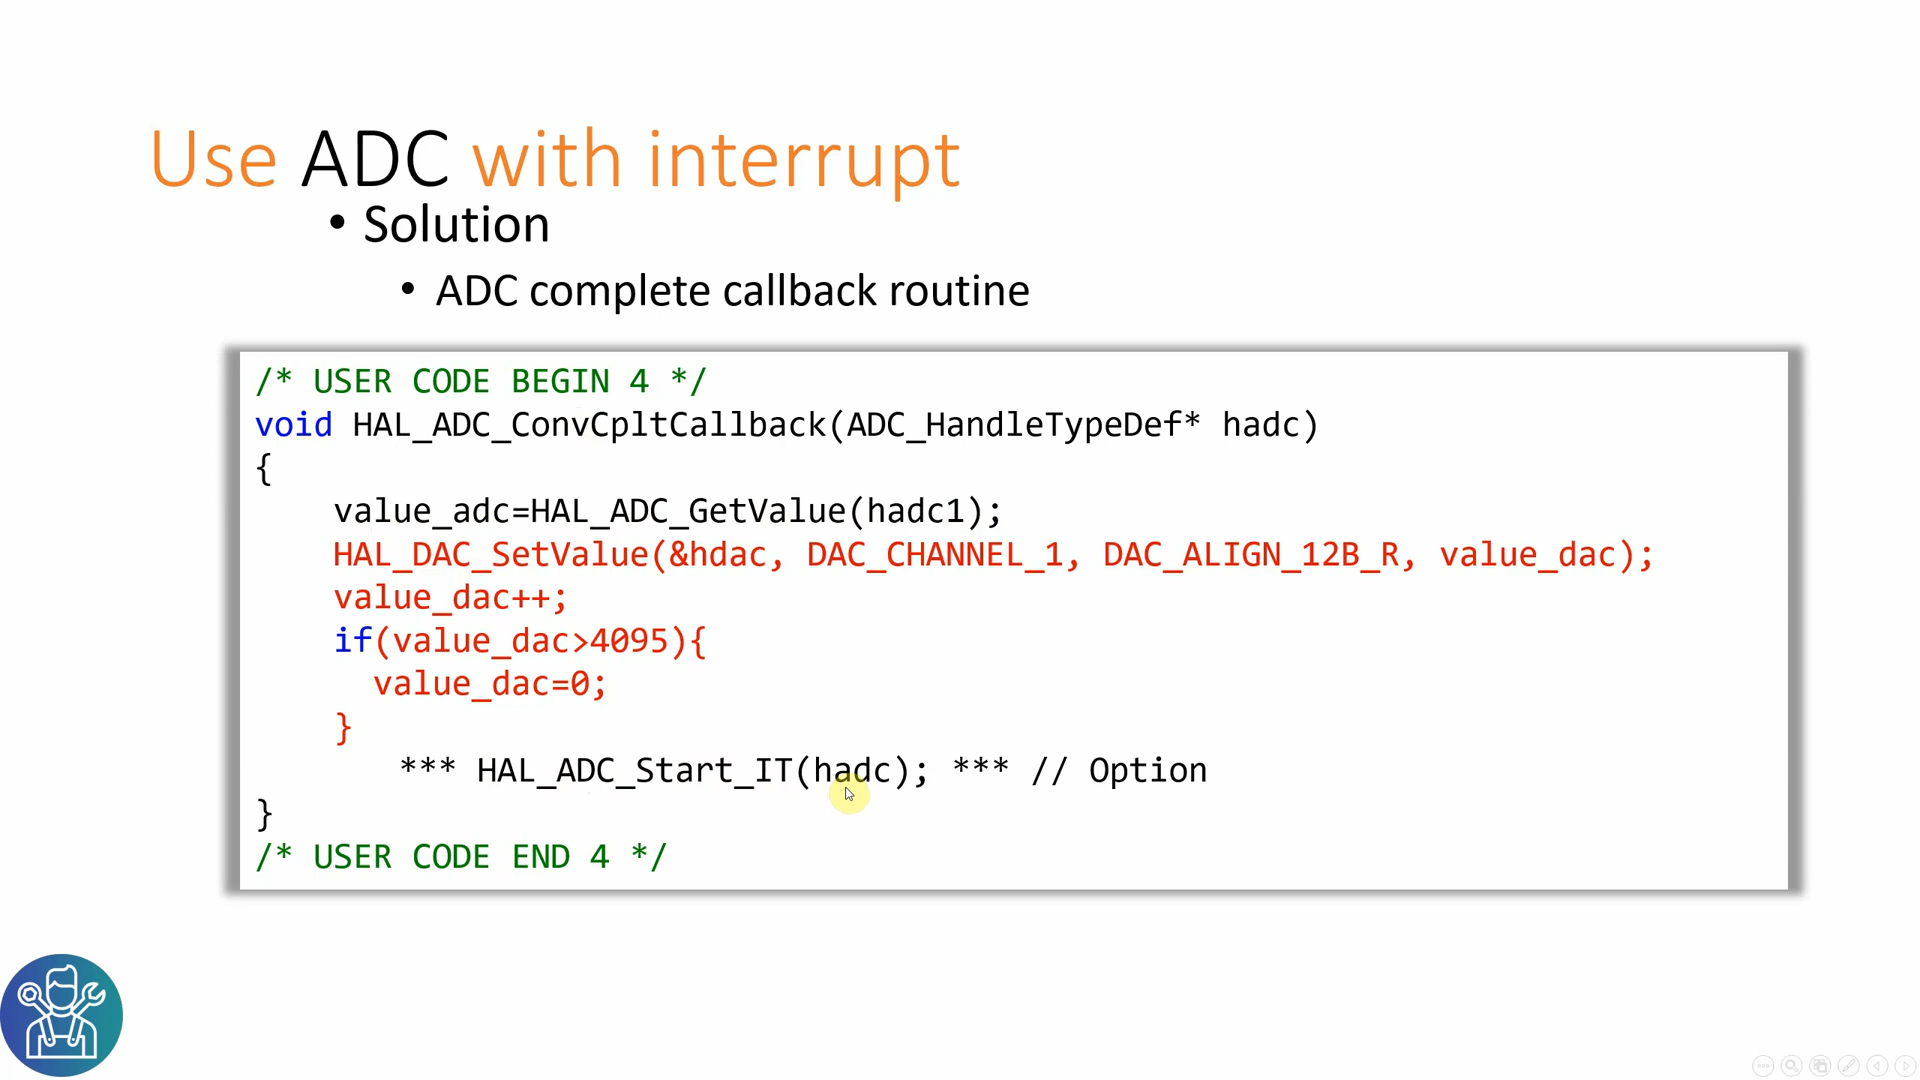 Use ADC with interrupt
• Solution
• ADC complete callback routine
/* USER CODE BEGIN 4 */
void HAL_ADC_ConvCpltCallback(ADC_HandleTypeDef* hadc)
{
value_adc=HAL_ADC_GetValue(hadc1);
HAL_DAC_SetValue(&hdac, DAC_CHANNEL_1, DAC_ALIGN_12B_R, value_dac);
value_dac++;
if(value_dac>4095){
value_dac=0;
}
*** HAL_ADC_Start_IT(hadc); *** // Option
}
/* USER CODE END 4 */